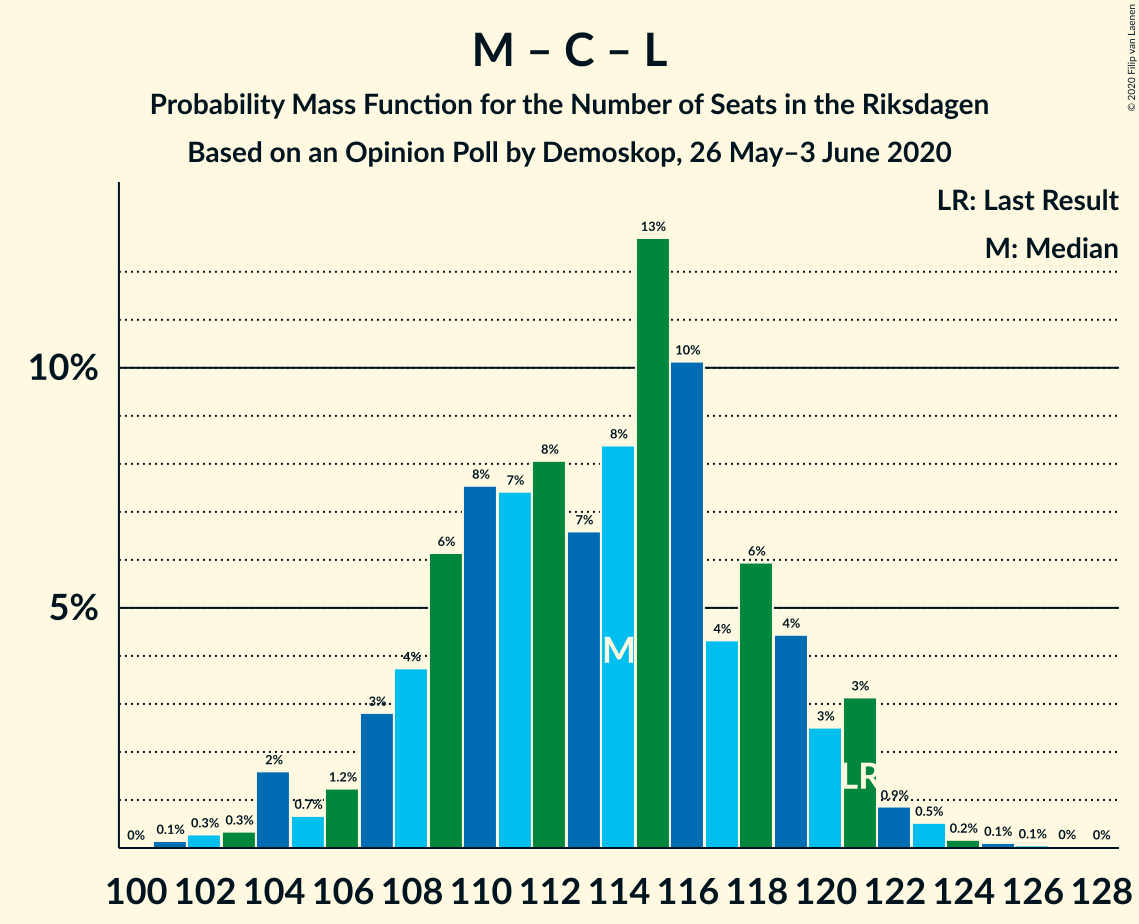 M – C – L
Probability Mass Function for the Number of Seats in the Riksdagen
Based on an Opinion Poll by Demoskop, 26 May–3 June 2020
© 2020 Filip van Laenen
LR: Last Result
M: Median
10%
5%
0% 0.1% 0.3% 0.3% 2% 0.7% 1.2% 3% 4% 6% 8% 7% 8% 7% 8% 13% 10% 4% 6% 4% 3% 3% 0.9% 0.5% 0.2% 0.1% 0.1% 0% 0%
M
LR
100 102 104 106 108 110 112 114 116 118 120 122 124 126 128